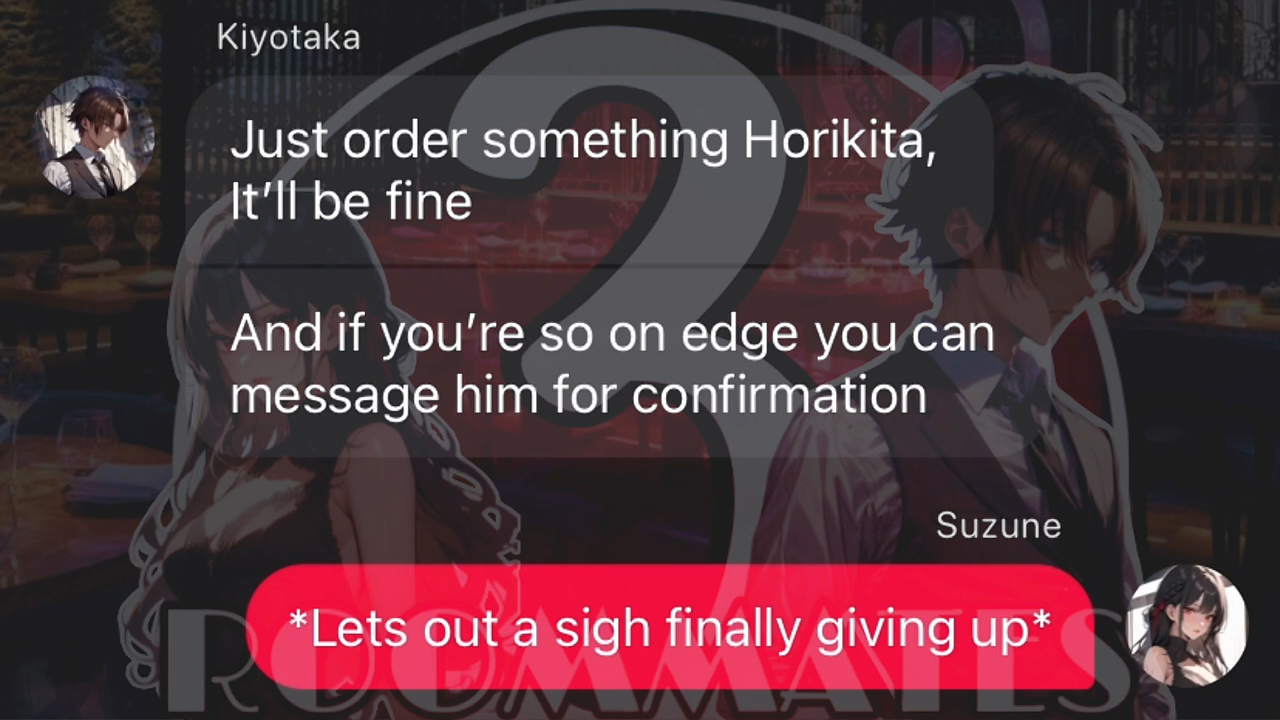 Kiyotaka
Just order something Horikita,
It’ll be fine
And if you’re so on edge you can
message him for confirmation
Suzune
*Lets out a sigh finally giving up*
?
ROOMMATES